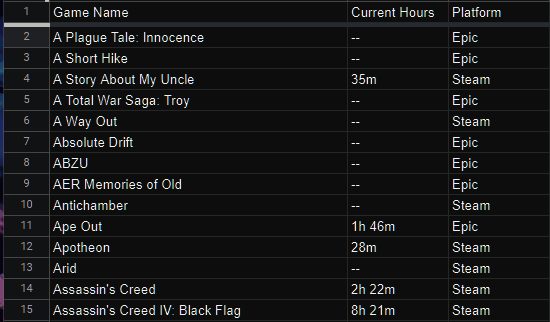 1 Game Name Current Hours Platform
2 A Plague Tale: Innocence -- Epic
3 A Short Hike -- Epic
4 A Story About My Uncle 35m Steam
5 A Total War Saga: Troy -- Epic
6 A Way Out -- Steam
7 Absolute Drift -- Epic
8 ABZU -- Epic
9 AER Memories of Old -- Epic
10 Antichamber -- Steam
11 Ape Out 1h 46m Epic
12 Apotheon 28m Steam
13 Arid -- Steam
14 Assassin's Creed 2h 22m Steam
15 Assassin's Creed IV: Black Flag 8h 21m Steam